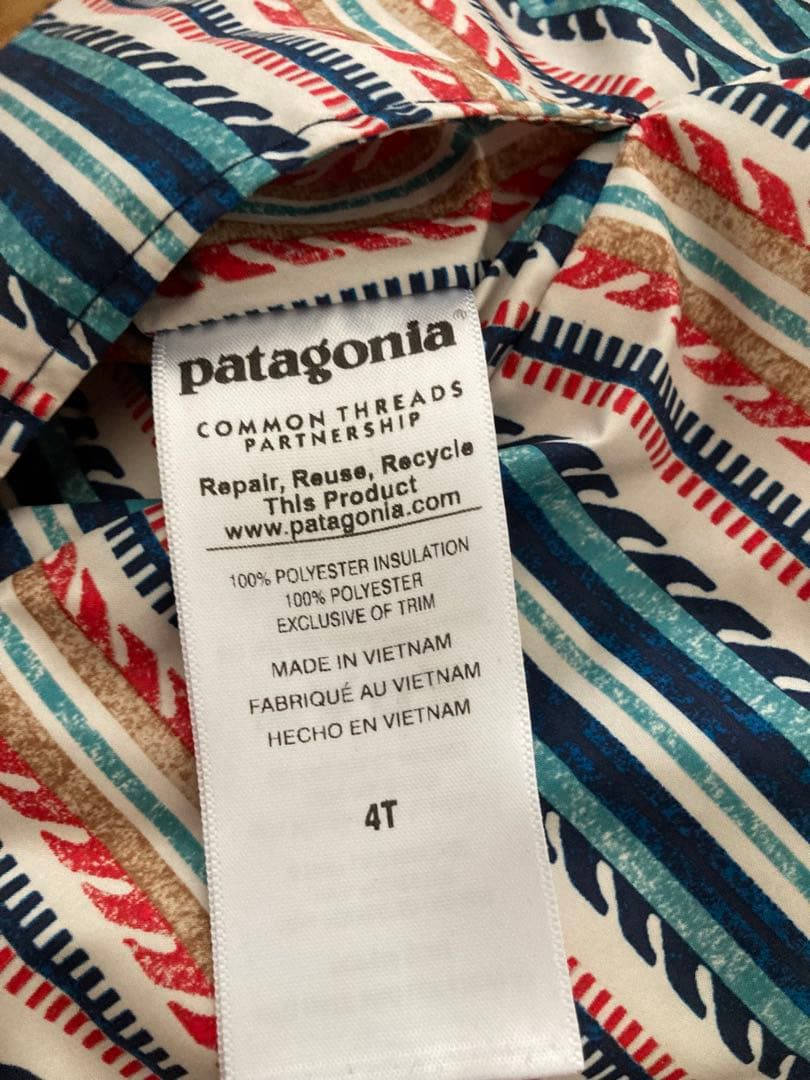 patagonia®
COMMON THREADS
PARTNERSHIP
Repair, Reuse, Recycle
This Product
www.patagonia.com
100% POLYESTER INSULATION
100% POLYESTER
EXCLUSIVE OF TRIM
MADE IN VIETNAM
FABRIQUÉ AU VIETNAM
HECHO EN VIETNAM
4T